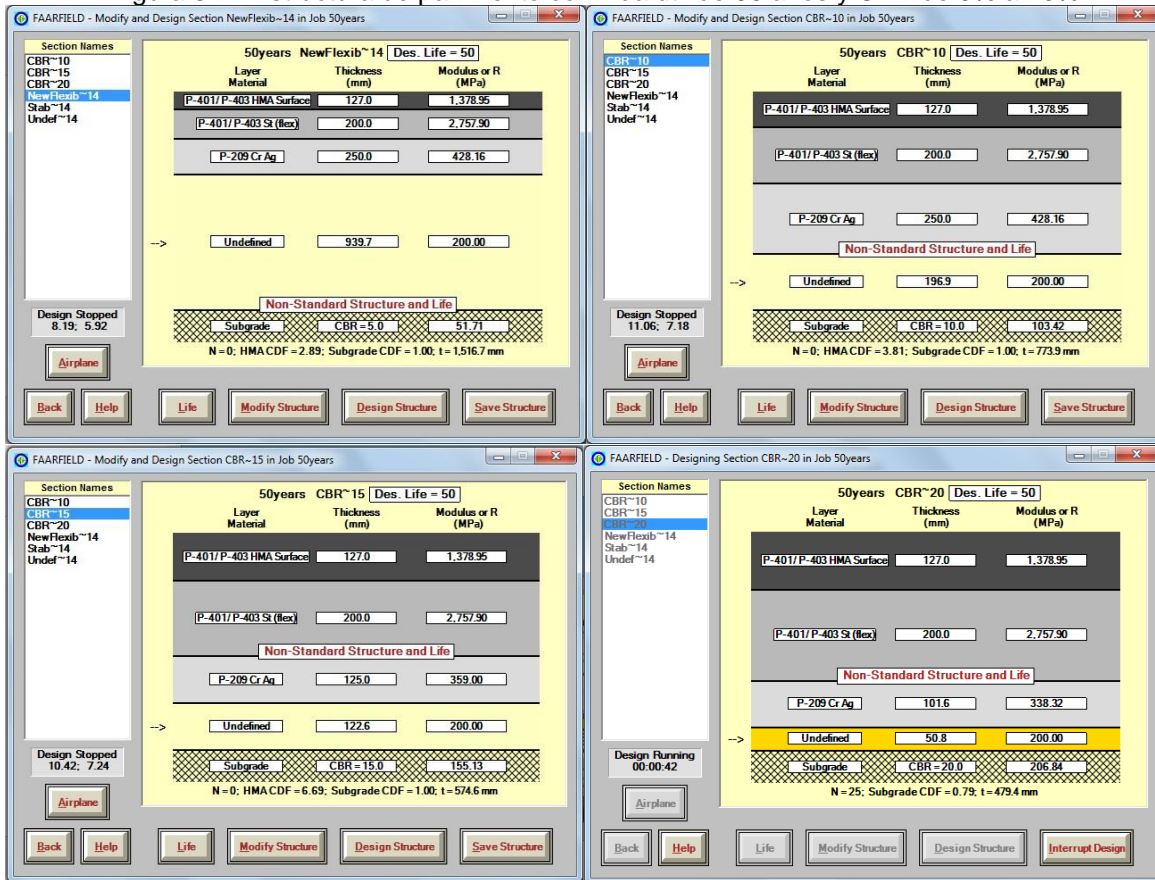 FAARFIELD - Modify and Design Section NewFlexib~14 in Job 50years
Section Names
CBR~10
CBR~15
CBR~20
NewFlexib~14
Stab~14
Undef~14
50years NewFlexib~14 Des. Life = 50
Layer Material Thickness (mm) Modulus or R (MPa)
P-401/ P-403 HMA Surface 127.0 1,378.95
P-401/ P-403 St (flex) 200.0 2,757.90
P-209 Cr Ag 250.0 428.16
--> Undefined 939.7 200.00
Non-Standard Structure and Life
Subgrade CBR = 5.0 51.71
N = 0; HMA CDF = 2.89; Subgrade CDF = 1.00; t = 1,516.7 mm
Design Stopped
8.19; 5.92
Airplane
Back Help Life Modify Structure Design Structure Save Structure
FAARFIELD - Modify and Design Section CBR~10 in Job 50years
Section Names
CBR~10
CBR~15
CBR~20
NewFlexib~14
Stab~14
Undef~14
50years CBR~10 Des. Life = 50
Layer Material Thickness (mm) Modulus or R (MPa)
P-401/ P-403 HMA Surface 127.0 1,378.95
P-401/ P-403 St (flex) 200.0 2,757.90
P-209 Cr Ag 250.0 428.16
Non-Standard Structure and Life
--> Undefined 196.9 200.00
Subgrade CBR = 10.0 103.42
N = 0; HMA CDF = 3.81; Subgrade CDF = 1.00; t = 773.9 mm
Design Stopped
11.06; 7.18
Airplane
Back Help Life Modify Structure Design Structure Save Structure
FAARFIELD - Modify and Design Section CBR~15 in Job 50years
Section Names
CBR~10
CBR~15
CBR~20
NewFlexib~14
Stab~14
Undef~14
50years CBR~15 Des. Life = 50
Layer Material Thickness (mm) Modulus or R (MPa)
P-401/ P-403 HMA Surface 127.0 1,378.95
P-401/ P-403 St (flex) 200.0 2,757.90
Non-Standard Structure and Life
P-209 Cr Ag 125.0 359.00
--> Undefined 122.6 200.00
Subgrade CBR = 15.0 155.13
N = 0; HMA CDF = 6.69; Subgrade CDF = 1.00; t = 574.6 mm
Design Stopped
10.42; 7.24
Airplane
Back Help Life Modify Structure Design Structure Save Structure
FAARFIELD - Designing Section CBR~20 in Job 50years
Section Names
CBR~10
CBR~15
CBR~20
NewFlexib~14
Stab~14
Undef~14
50years CBR~20 Des. Life = 50
Layer Material Thickness (mm) Modulus or R (MPa)
P-401/ P-403 HMA Surface 127.0 1,378.95
P-401/ P-403 St (flex) 200.0 2,757.90
Non-Standard Structure and Life
P-209 Cr Ag 101.6 338.32
--> Undefined 50.8 200.00
Subgrade CBR = 20.0 206.84
N = 25; Subgrade CDF = 0.79; t = 479.4 mm
Design Running
00:00:42
Airplane
Back Help Life Modify Structure Design Structure Interrupt Design